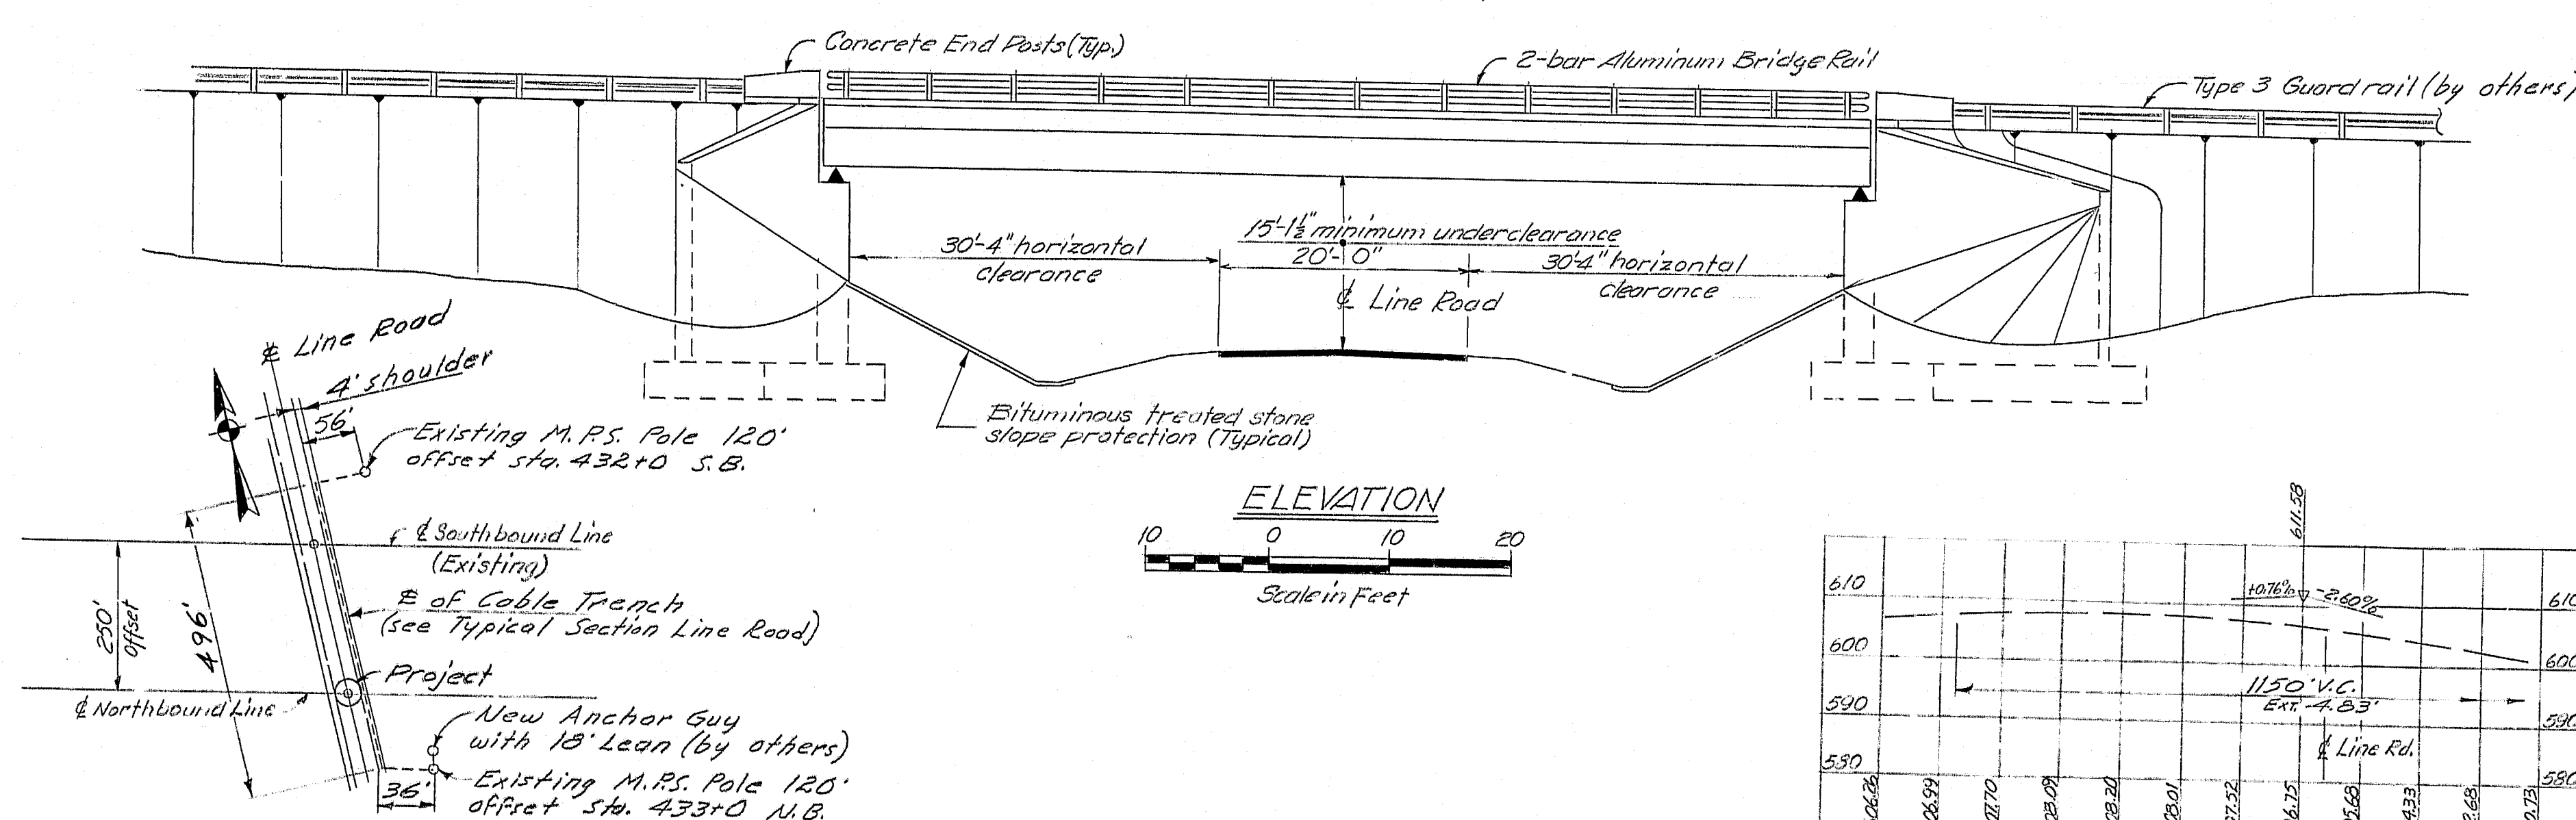 Concrete End Posts (Typ.)
2-bar Aluminum Bridge Rail
Type 3 Guard rail (by others)
15'-1½" minimum underclearance
30'-4" horizontal
clearance
20'-0"
30'-4" horizontal
clearance
℄ Line Road
Bituminous treated stone
slope protection (Typical)
ELEVATION
10 0 10 20
Scale in Feet
℄ Line Road
4' shoulder
56'
Existing M.P.S. Pole 120'
offset sta. 432+0 S.B.
℄ Southbound Line
(Existing)
250'
offset
496'
℄ of Cable Trench
(see Typical Section Line Road)
Project
℄ Northbound Line
New Anchor Guy
with 18' Lean (by others)
Existing M.P.S. Pole 120'
offset sta. 433+0 N.B.
36'
611.58
610 +0.76% -2.60% 610
600 600
1150' V.C.
Ext. -4.83'
590 590
℄ Line Rd.
580 580